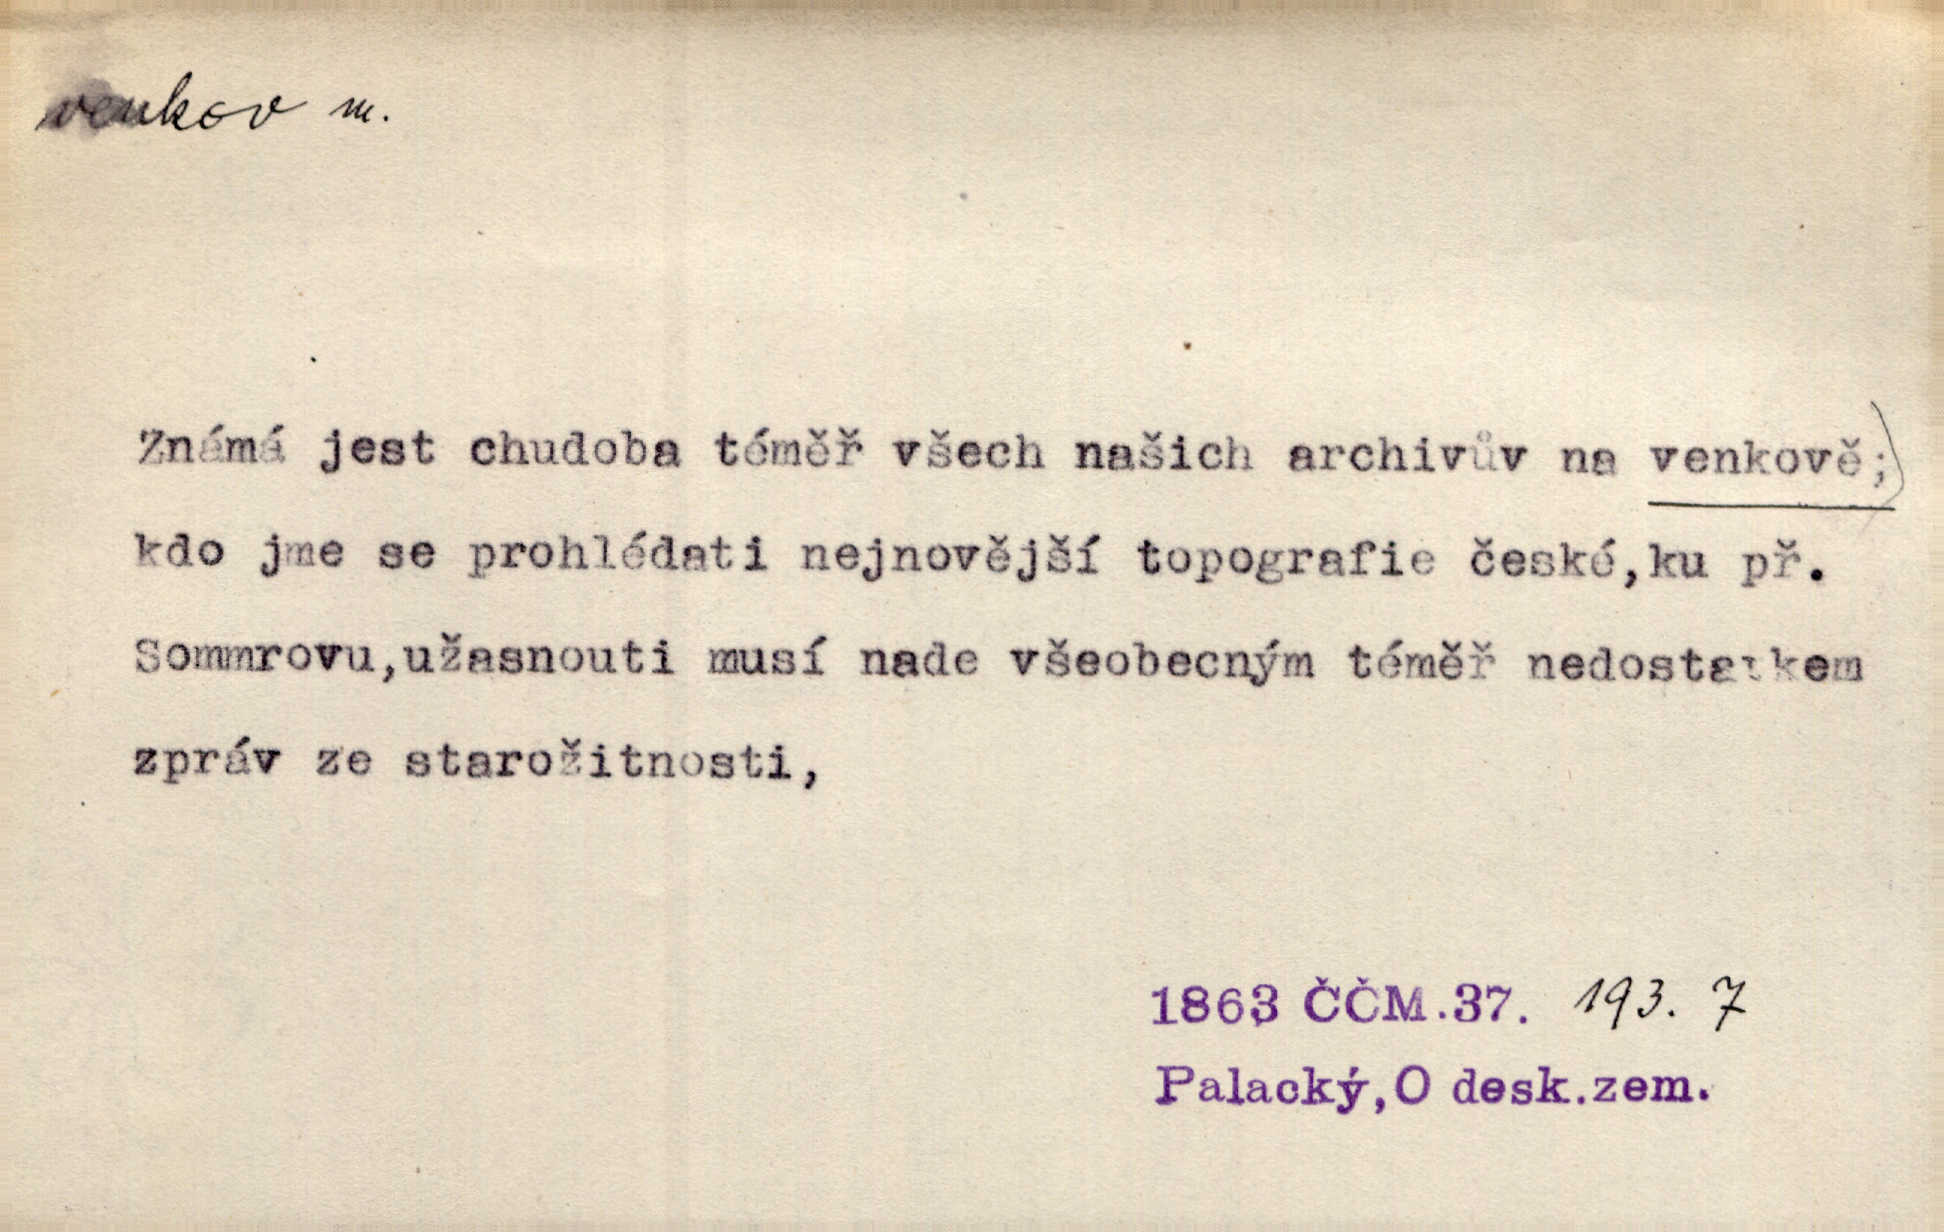 venkov m.
Známá jest chudoba téměř všech našich archivův na venkově;)
kdo jme se prohlédati nejnovější topografie české,ku př.
Sommrovu,užasnouti musí nade všeobecným téměř nedostatkem
zpráv ze starožitnosti,
1863 ČČM.37. 193. 7
Palacký,O desk.zem.